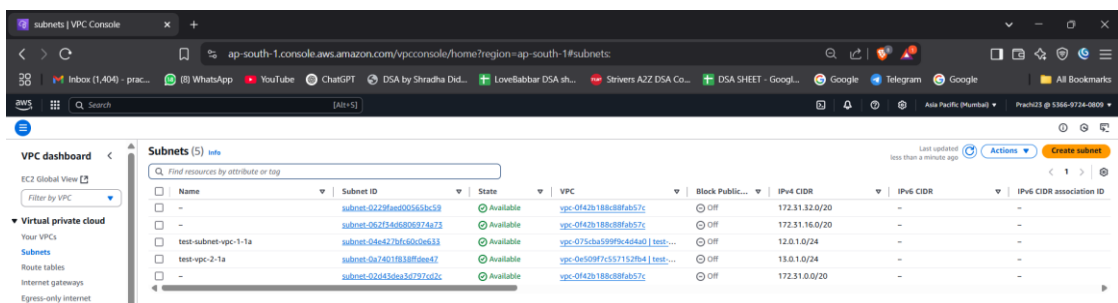 subnets | VPC Console
ap-south-1.console.aws.amazon.com/vpcconsole/home?region=ap-south-1#subnets:
Inbox (1,404) - prac... (8) WhatsApp YouTube ChatGPT DSA by Shradha Did... LoveBabbar DSA sh... Strivers A2Z DSA Co... DSA SHEET - Googl... Google Telegram Google All Bookmarks
aws Search [Alt+S] Asia Pacific (Mumbai) Prachi23 @ 5366-9724-0809
VPC dashboard
EC2 Global View
Filter by VPC
Virtual private cloud
Your VPCs
Subnets
Route tables
Internet gateways
Egress-only internet
Subnets (5) Info
Last updated
less than a minute ago
Actions
Create subnet
Find resources by attribute or tag
1
Name Subnet ID State VPC Block Public... IPv4 CIDR IPv6 CIDR IPv6 CIDR association ID
– subnet-0229faed00565bc59 Available vpc-0f42b188c88fab57c Off 172.31.32.0/20 – –
– subnet-062f34d6806974a73 Available vpc-0f42b188c88fab57c Off 172.31.16.0/20 – –
test-subnet-vpc-1-1a subnet-04e427bfc60c0e633 Available vpc-075cba599f9c4d4a0 | test-... Off 12.0.1.0/24 – –
test-vpc-2-1a subnet-0a7401f838ffdee47 Available vpc-0e509f7c557152fb4 | test-... Off 13.0.1.0/24 – –
– subnet-02d43dea3d797cd2c Available vpc-0f42b188c88fab57c Off 172.31.0.0/20 – –